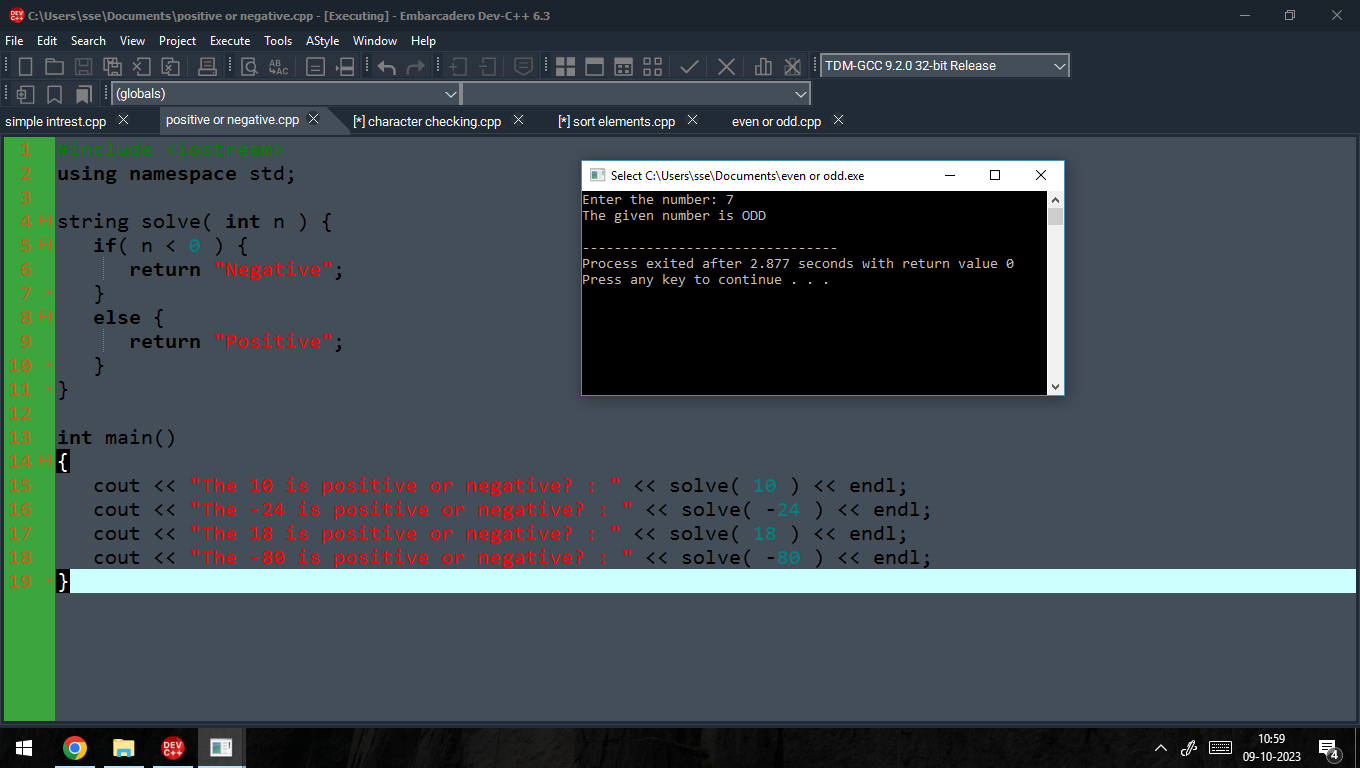 DEV C++ C:\Users\sse\Documents\positive or negative.cpp - [Executing] - Embarcadero Dev-C++ 6.3
File Edit Search View Project Execute Tools AStyle Window Help
AB AC TDM-GCC 9.2.0 32-bit Release
(globals)
simple intrest.cpp positive or negative.cpp [*] character checking.cpp [*] sort elements.cpp even or odd.cpp
1 #include <iostream>
2 using namespace std;
3
4 string solve( int n ) {
5 if( n < 0 ) {
6 return "Negative";
7 }
8 else {
9 return "Positive";
10 }
11 }
12
13 int main()
14 {
15 cout << "The 10 is positive or negative? : " << solve( 10 ) << endl;
16 cout << "The -24 is positive or negative? : " << solve( -24 ) << endl;
17 cout << "The 18 is positive or negative? : " << solve( 18 ) << endl;
18 cout << "The -80 is positive or negative? : " << solve( -80 ) << endl;
19 }
Select C:\Users\sse\Documents\even or odd.exe
Enter the number: 7
The given number is ODD
--------------------------------
Process exited after 2.877 seconds with return value 0
Press any key to continue . . .
DEV C++
10:59
09-10-2023
4